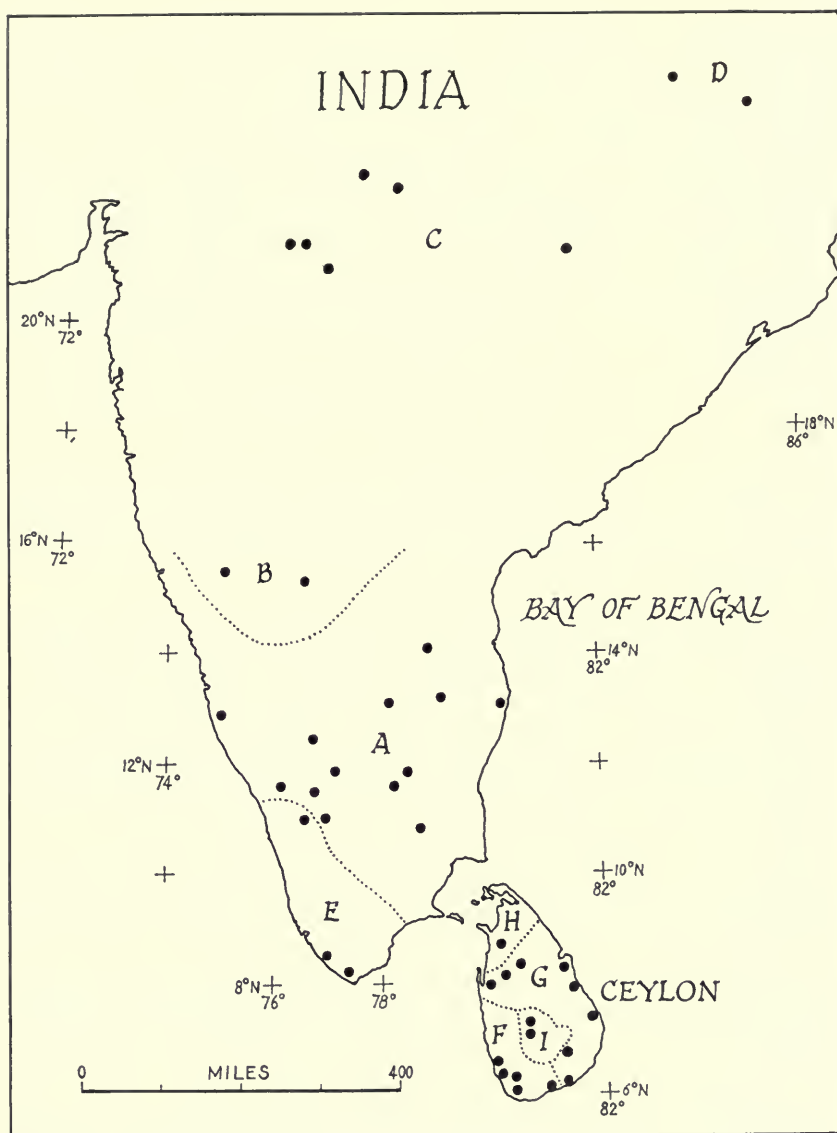 INDIA
D
C
20°N
72°
18°N
86°
16°N
72°
B
BAY OF BENGAL
14°N
82°
A
12°N
74°
10°N
82°
E
H
8°N
76°
78°
G
CEYLON
F
I
0 MILES 400
6°N
82°